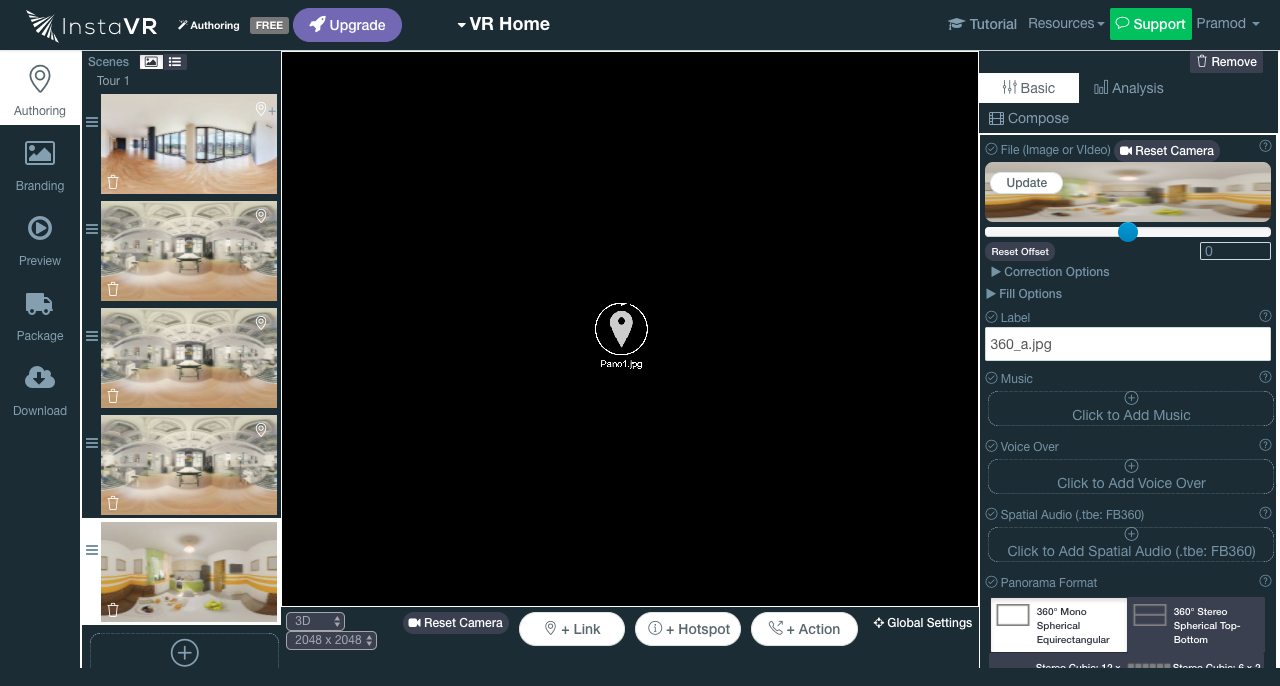 InstaVR
Authoring
FREE
Upgrade
VR Home
Tutorial
Resources
Support
Pramod
Authoring
Branding
Preview
Package
Download
Scenes
Tour 1
+
Pano1.jpg
3D
2048 x 2048
Reset Camera
+ Link
+ Hotspot
+ Action
Global Settings
Remove
Basic
Analysis
Compose
File (Image or VIdeo)
Reset Camera
Update
Reset Offset
0
Correction Options
Fill Options
Label
360_a.jpg
Music
Click to Add Music
Voice Over
Click to Add Voice Over
Spatial Audio (.tbe: FB360)
Click to Add Spatial Audio (.tbe: FB360)
Panorama Format
360° Mono
Spherical
Equirectangular
360° Stereo
Spherical Top-
Bottom
Stereo Cubic: 12 x
Stereo Cubic: 6 x 2